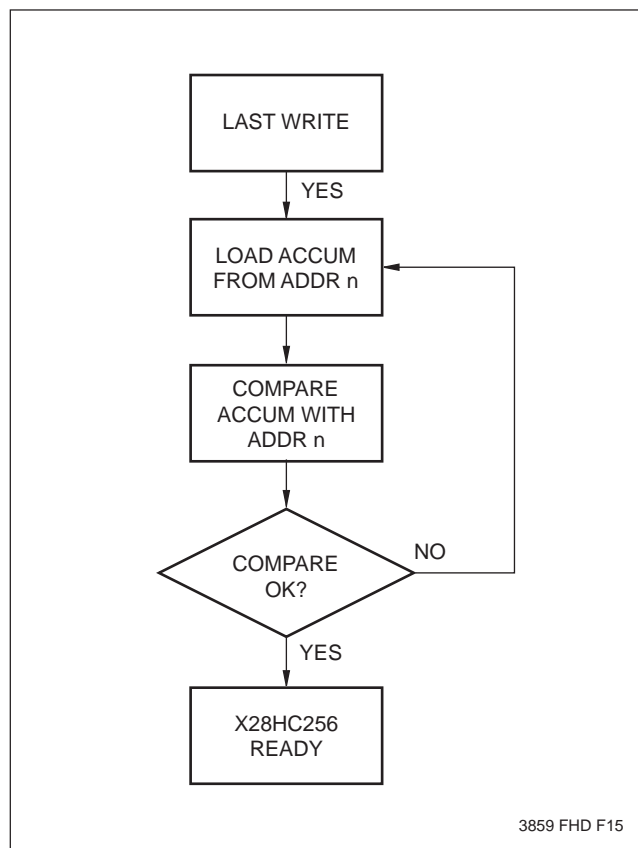 LAST WRITE
YES
LOAD ACCUM
FROM ADDR n
COMPARE
ACCUM WITH
ADDR n
COMPARE
OK?
NO
YES
X28HC256
READY
3859 FHD F15